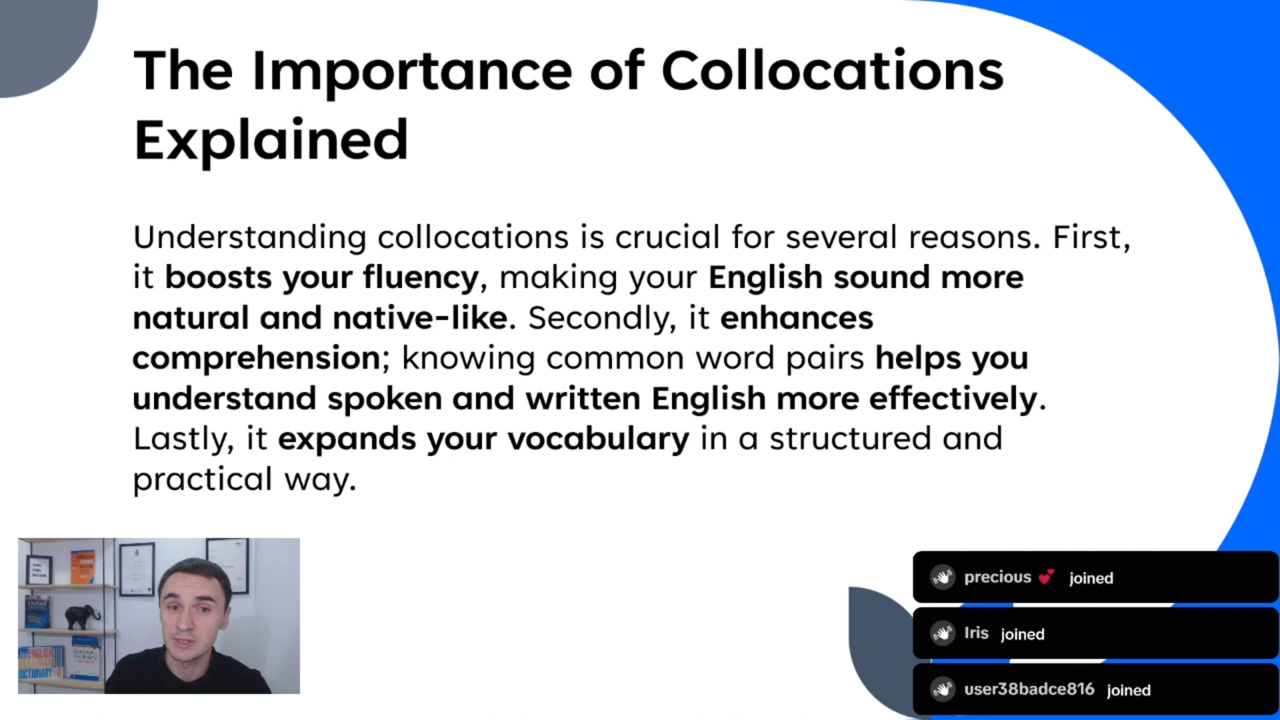 The Importance of Collocations
Explained
Understanding collocations is crucial for several reasons. First,
it boosts your fluency, making your English sound more
natural and native-like. Secondly, it enhances
comprehension; knowing common word pairs helps you
understand spoken and written English more effectively.
Lastly, it expands your vocabulary in a structured and
practical way.
precious 💕 joined
Iris joined
user38badce816 joined
DICTIONARY